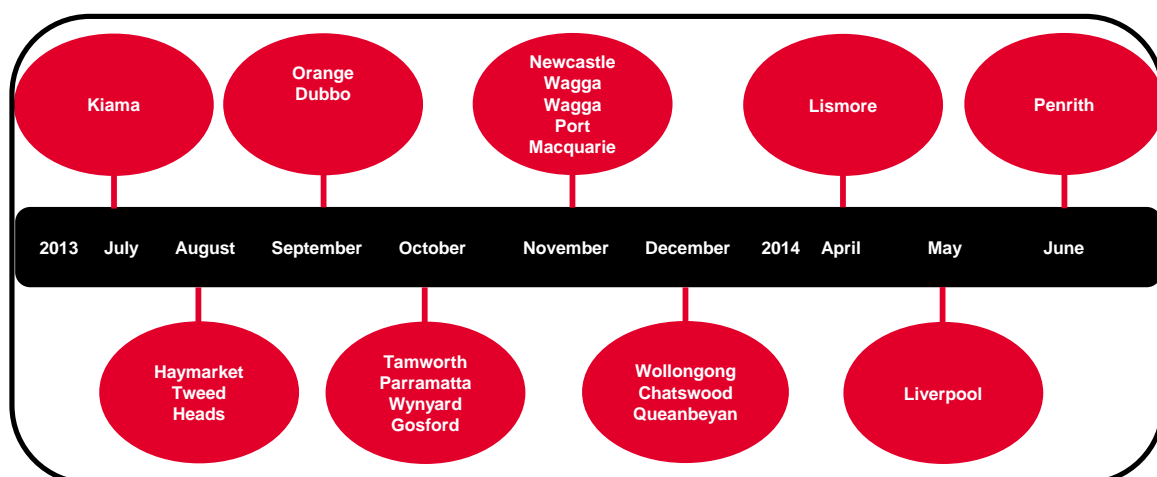 Kiama
Orange
Dubbo
Newcastle
Wagga
Wagga
Port
Macquarie
Lismore
Penrith
2013 July August September October November December 2014 April May June
Haymarket
Tweed
Heads
Tamworth
Parramatta
Wynyard
Gosford
Wollongong
Chatswood
Queanbeyan
Liverpool